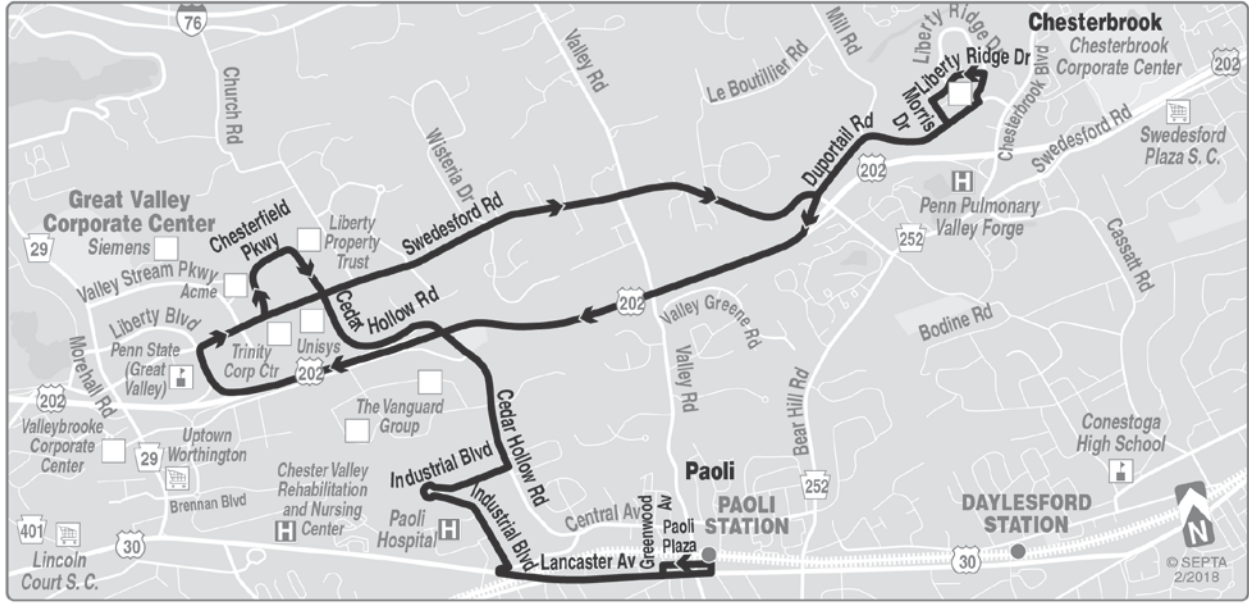 76
Church Rd
Valley Rd
Mill Rd
Le Boutillier Rd
Liberty Ridge Dr
Liberty Ridge Dr
Morris
Dr
Chesterbrook
Chesterbrook
Corporate Center
Chesterbrook Blvd
202
Swedesford Rd
Swedesford
Plaza S. C.
Duportail Rd
202
Penn Pulmonary
Valley Forge
252
Cassatt Rd
Wisteria Dr
Swedesford Rd
Great Valley
Corporate Center
29
Siemens
Chesterfield
Pkwy
Liberty
Property
Trust
Valley Stream Pkwy
Acme
Cedar Hollow Rd
202
Valley Greene Rd
Bodine Rd
Liberty Blvd
Penn State
(Great
Valley)
Trinity
Corp Ctr
Unisys
202
Morehall Rd
202
Valley Rd
Bear Hill Rd
The Vanguard
Group
Valleybrooke
Corporate
Center
29
Uptown
Worthington
Brennan Blvd
Chester Valley
Rehabilitation
and Nursing
Center
Industrial Blvd
Cedar Hollow Rd
Industrial Blvd
Paoli
Hospital
Paoli
PAOLI
STATION
Central Av
Greenwood
Av
Paoli
Plaza
252
Conestoga
High School
DAYLESFORD
STATION
401
Lincoln
Court S. C.
30
Lancaster Av
30
N
© SEPTA
2/2018